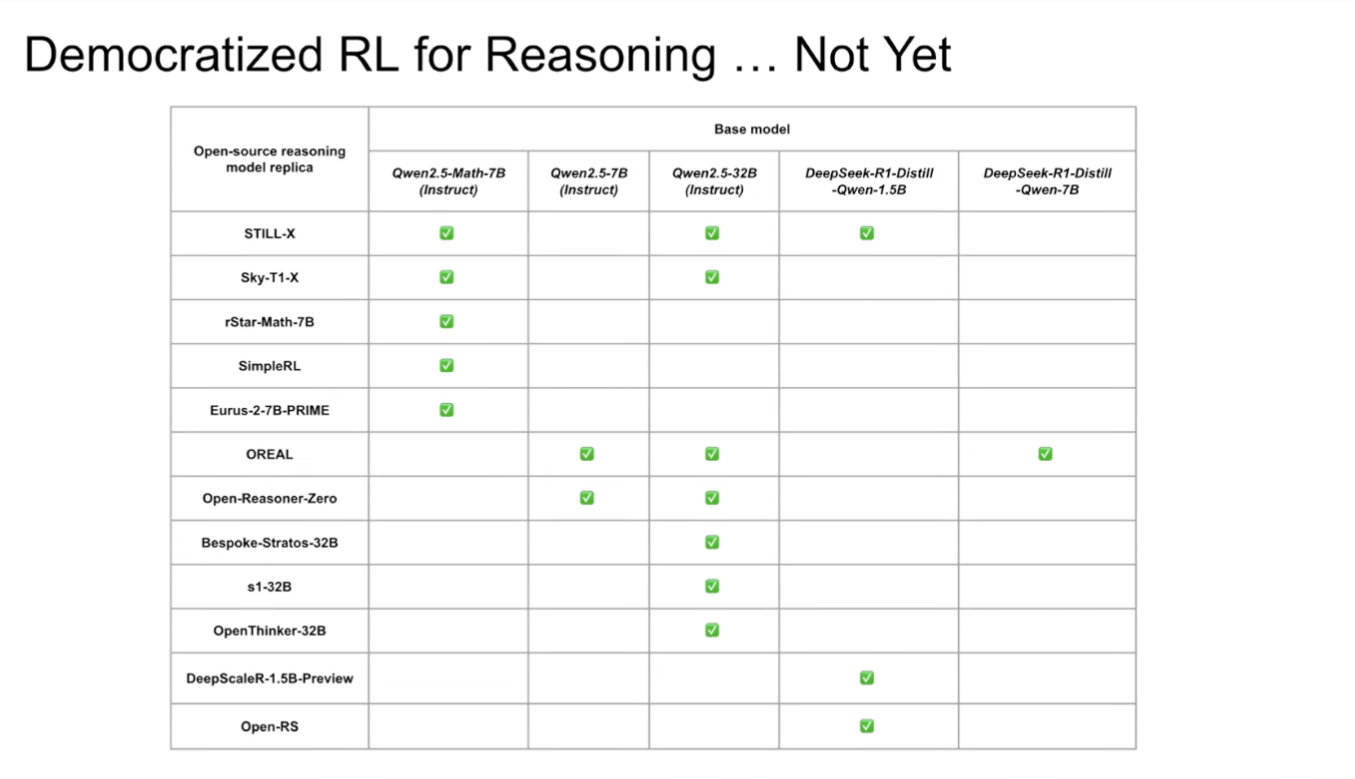 Democratized RL for Reasoning … Not Yet
Open-source reasoning
model replica
Base model
Qwen2.5-Math-7B
(Instruct)
Qwen2.5-7B
(Instruct)
Qwen2.5-32B
(Instruct)
DeepSeek-R1-Distill
-Qwen-1.5B
DeepSeek-R1-Distill
-Qwen-7B
STILL-X ✅ ✅ ✅
Sky-T1-X ✅ ✅
rStar-Math-7B ✅
SimpleRL ✅
Eurus-2-7B-PRIME ✅
OREAL ✅ ✅ ✅
Open-Reasoner-Zero ✅ ✅
Bespoke-Stratos-32B ✅
s1-32B ✅
OpenThinker-32B ✅
DeepScaleR-1.5B-Preview ✅
Open-RS ✅